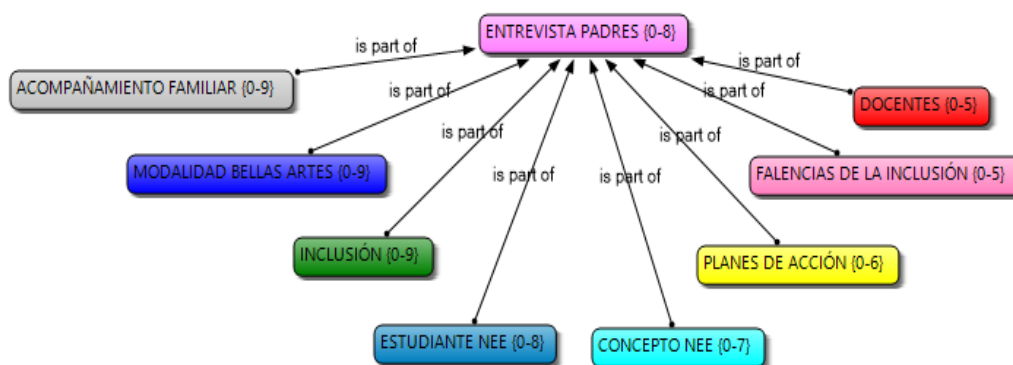 ENTREVISTA PADRES {0-8}
is part of
is part of
ACOMPAÑAMIENTO FAMILIAR {0-9}
is part of
is part of
DOCENTES {0-5}
is part of
is part of
MODALIDAD BELLAS ARTES {0-9}
FALENCIAS DE LA INCLUSIÓN {0-5}
is part of
is part of
INCLUSIÓN {0-9}
PLANES DE ACCIÓN {0-6}
ESTUDIANTE NEE {0-8}
CONCEPTO NEE {0-7}